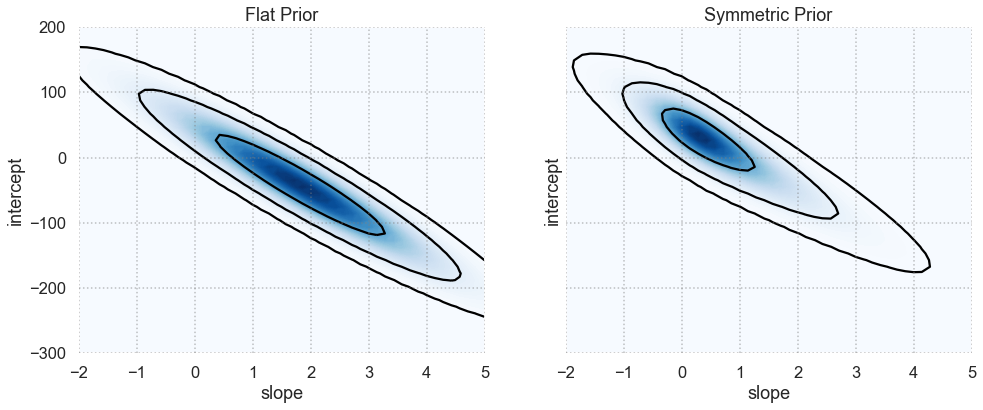 Flat Prior
Symmetric Prior
200
100
0
−100
−200
−300
intercept
intercept
−2 −1 0 1 2 3 4 5
−2 −1 0 1 2 3 4 5
slope
slope